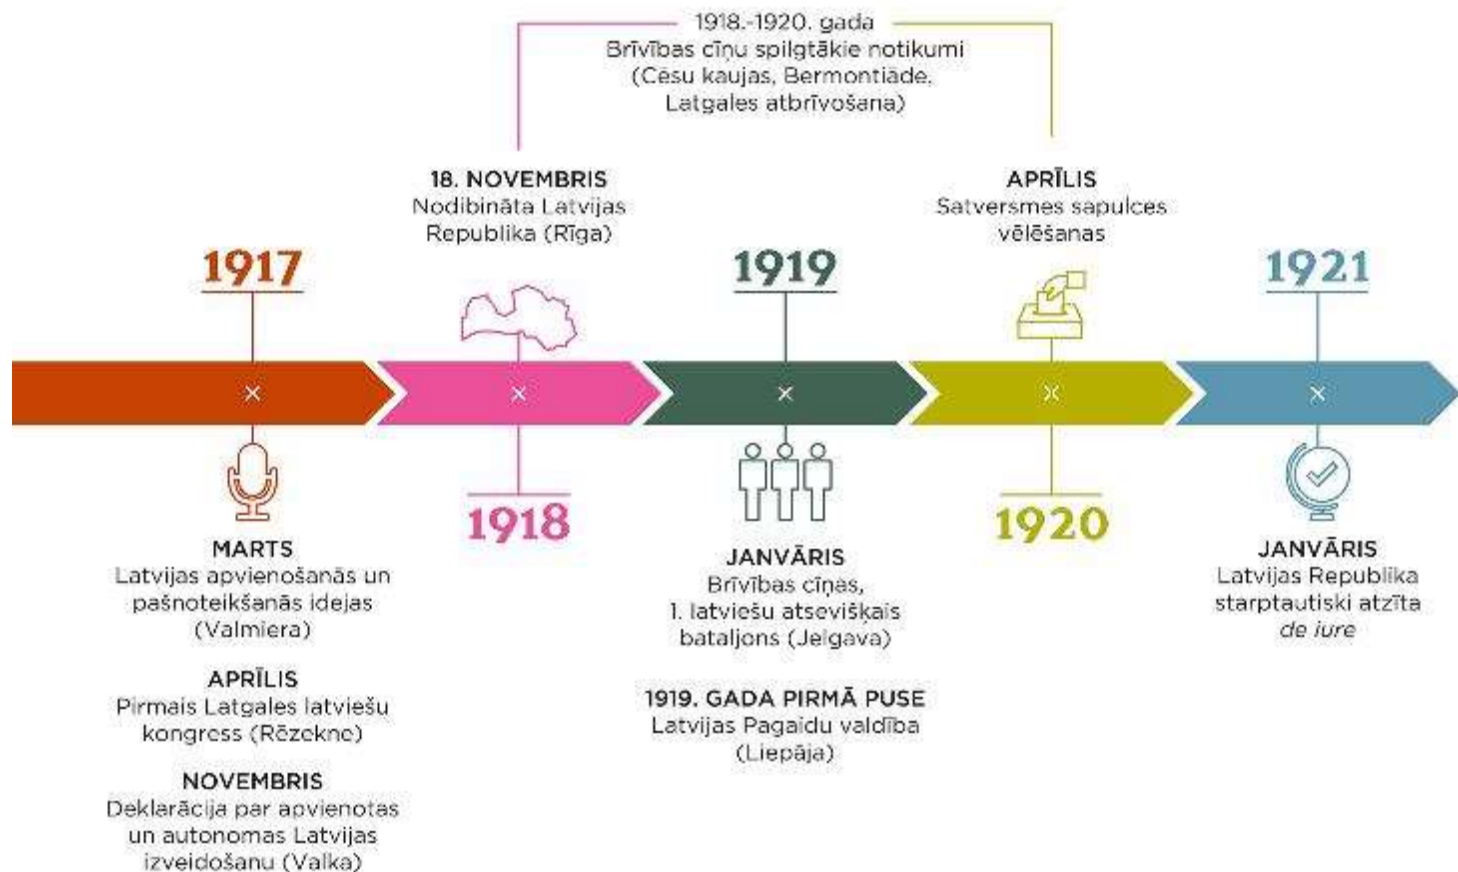 1918.-1920. gada
Brīvības cīņu spilgtākie notikumi
(Cēsu kaujas, Bermontiāde,
Latgales atbrīvošana)
1917
MARTS
Latvijas apvienošanās un
pašnoteikšanās idejas
(Valmiera)
APRĪLIS
Pirmais Latgales latviešu
kongress (Rēzekne)
NOVEMBRIS
Deklarācija par apvienotas
un autonomas Latvijas
izveidošanu (Valka)
18. NOVEMBRIS
Nodibināta Latvijas
Republika (Rīga)
1918
1919
JANVĀRIS
Brīvības cīņas,
1. latviešu atsevišķais
bataljons (Jelgava)
1919. GADA PIRMĀ PUSE
Latvijas Pagaidu valdība
(Liepāja)
APRĪLIS
Satversmes sapulces
vēlēšanas
1920
1921
JANVĀRIS
Latvijas Republika
starptautiski atzīta
de iure